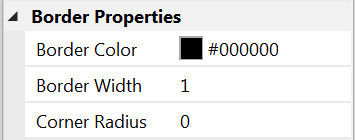 Border Properties
Border Color #000000
Border Width 1
Corner Radius 0